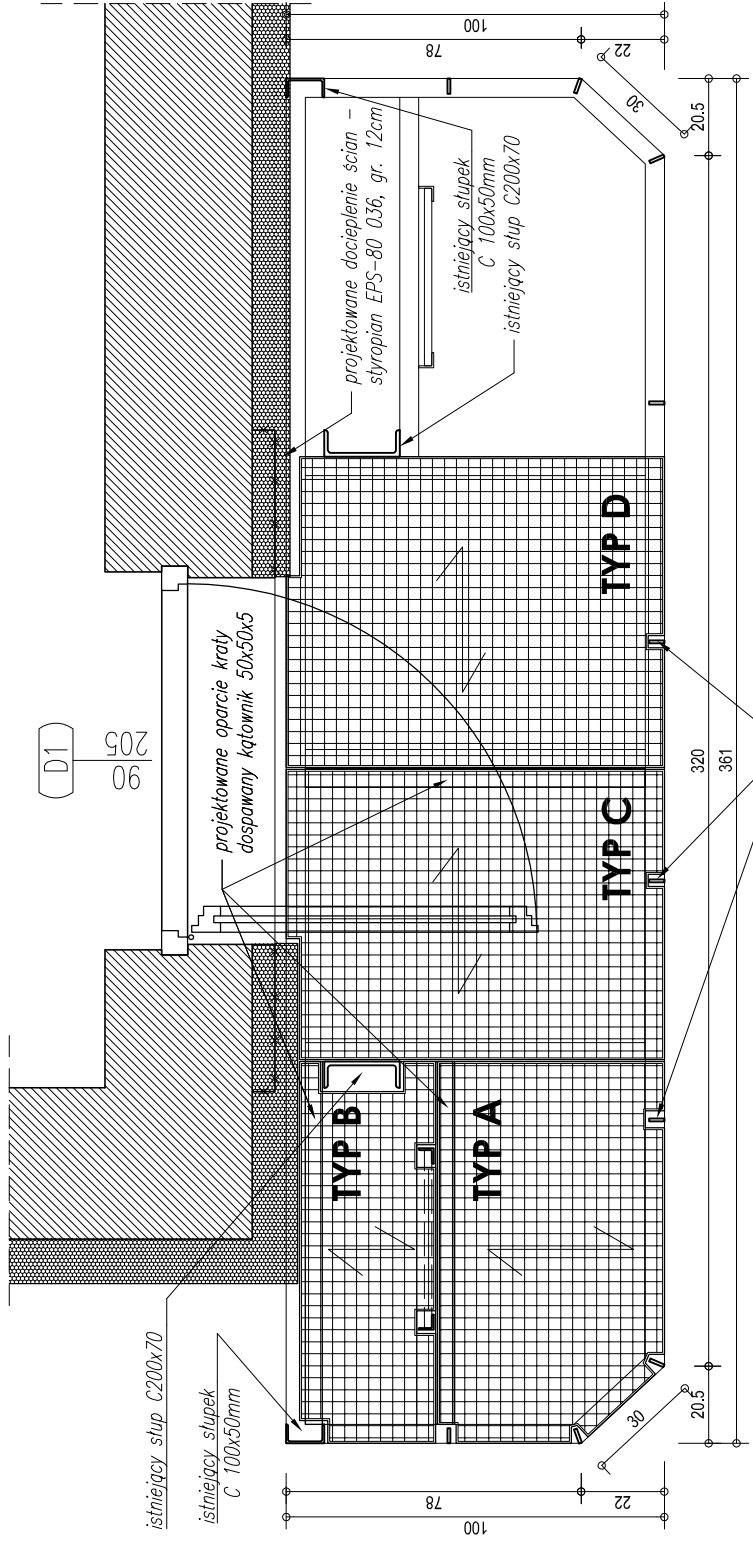 D1
90
205
projektowane oparcie kraty
dospawany kątownik 50x50x5
projektowane docieplenie ścian –
styropian EPS–80 036, gr. 12cm
istniejący słup C200x70
istniejący słupek
C 100x50mm
istniejący słupek
C 100x50mm
istniejący słup C200x70
TYP B
TYP A
TYP C
TYP D
100
78
22
30
20.5
320
361
20.5
30
22
78
100